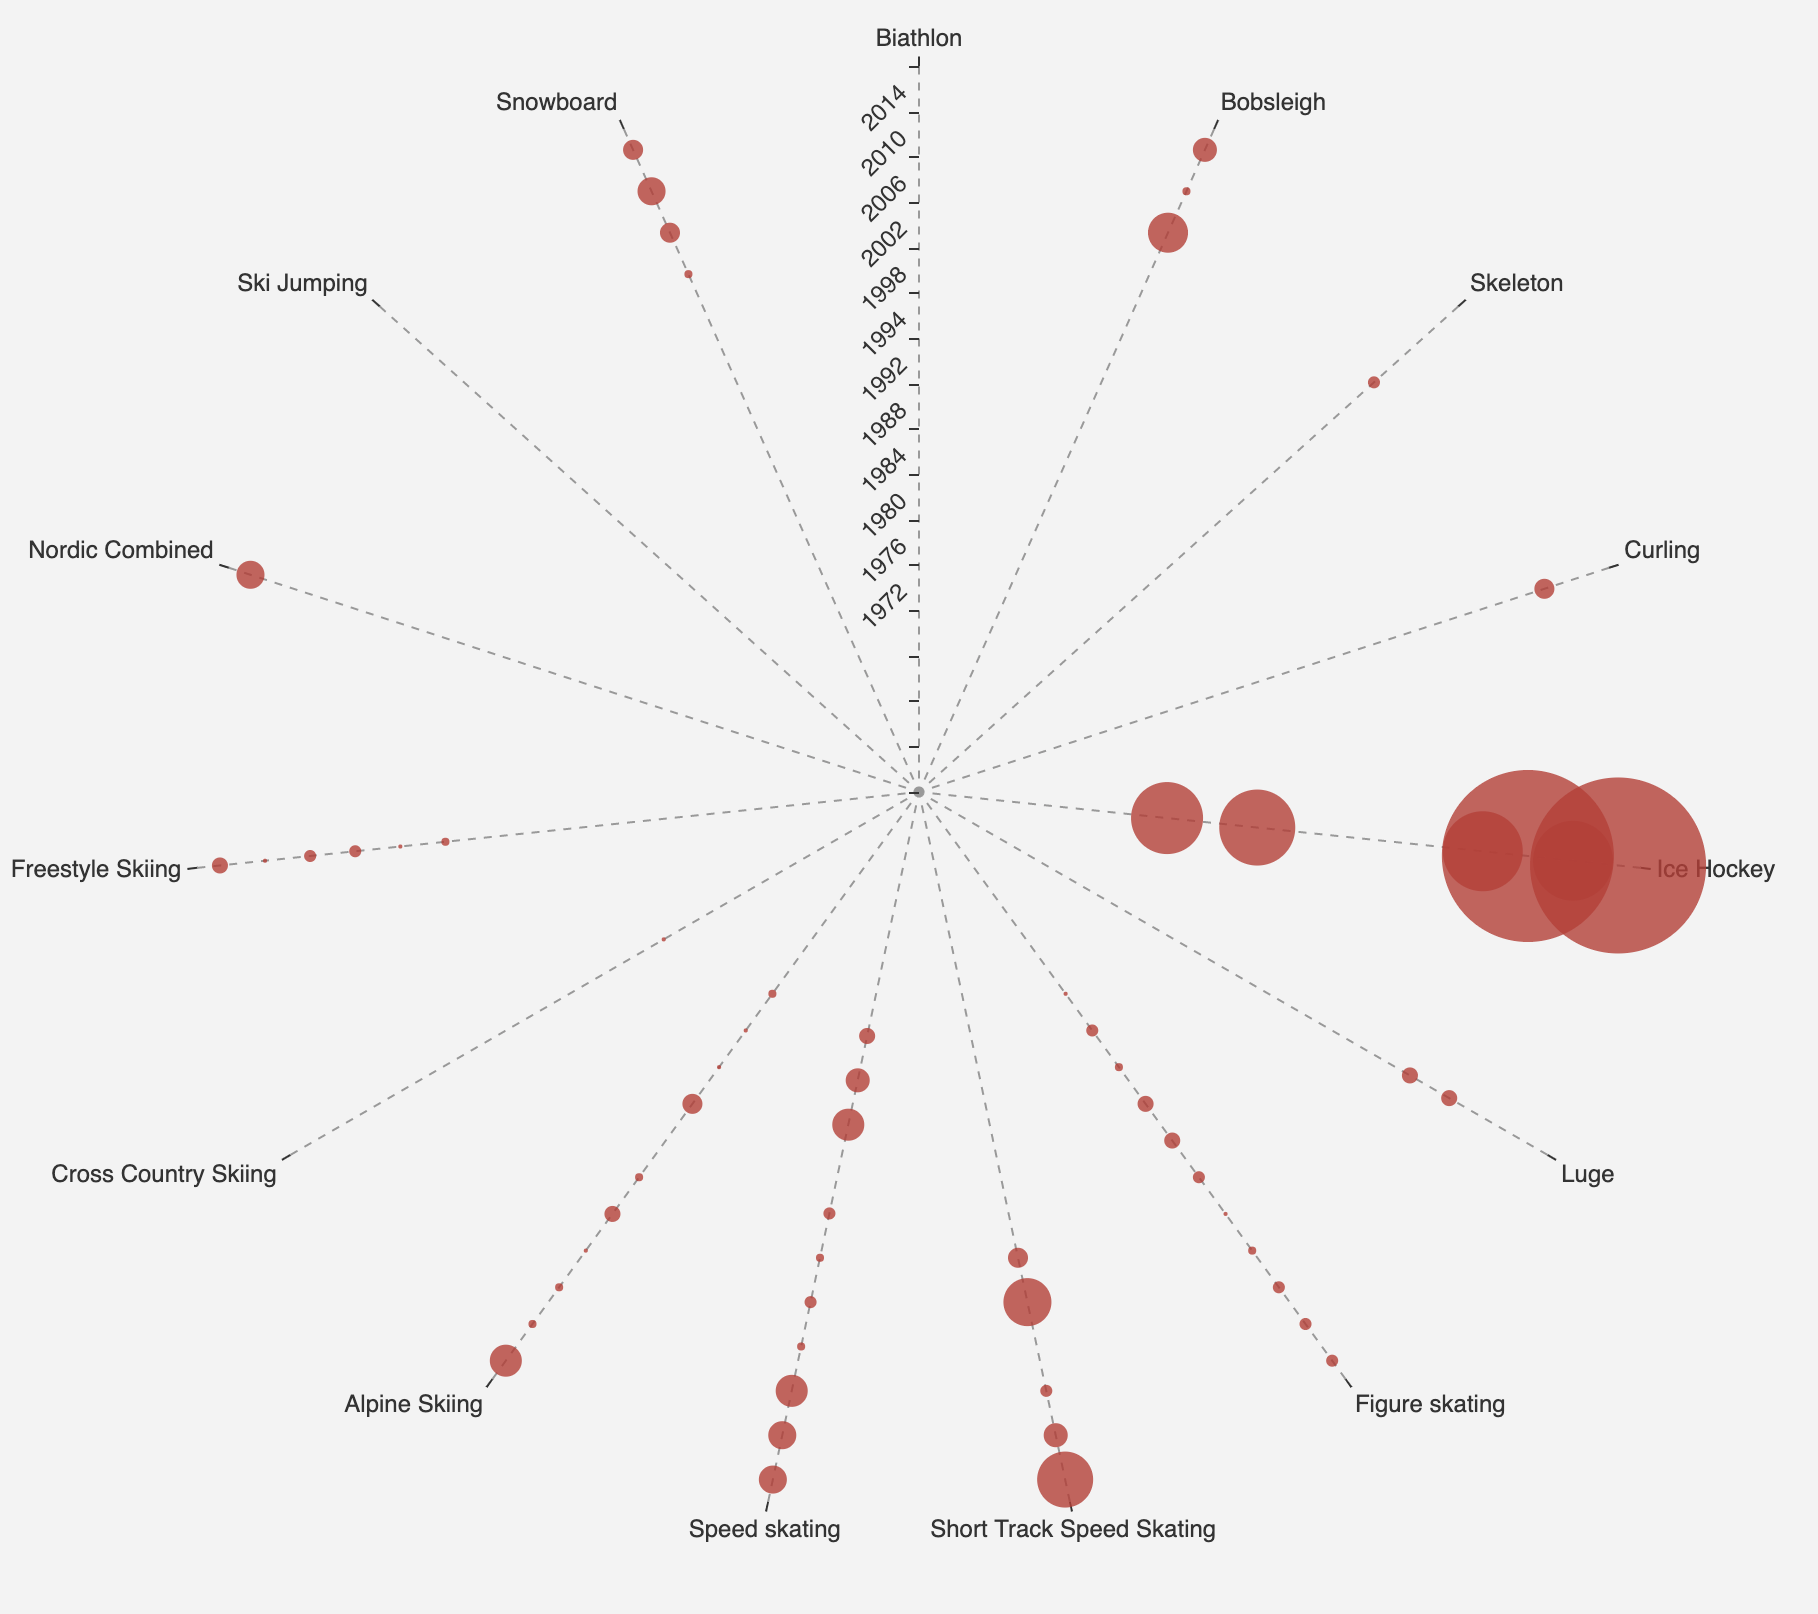 Biathlon
Snowboard
Bobsleigh
2014
2010
2006
2002
1998
1994
1992
1988
1984
1980
1976
1972
Ski Jumping
Skeleton
Nordic Combined
Curling
Freestyle Skiing
Ice Hockey
Cross Country Skiing
Luge
Alpine Skiing
Figure skating
Speed skating
Short Track Speed Skating